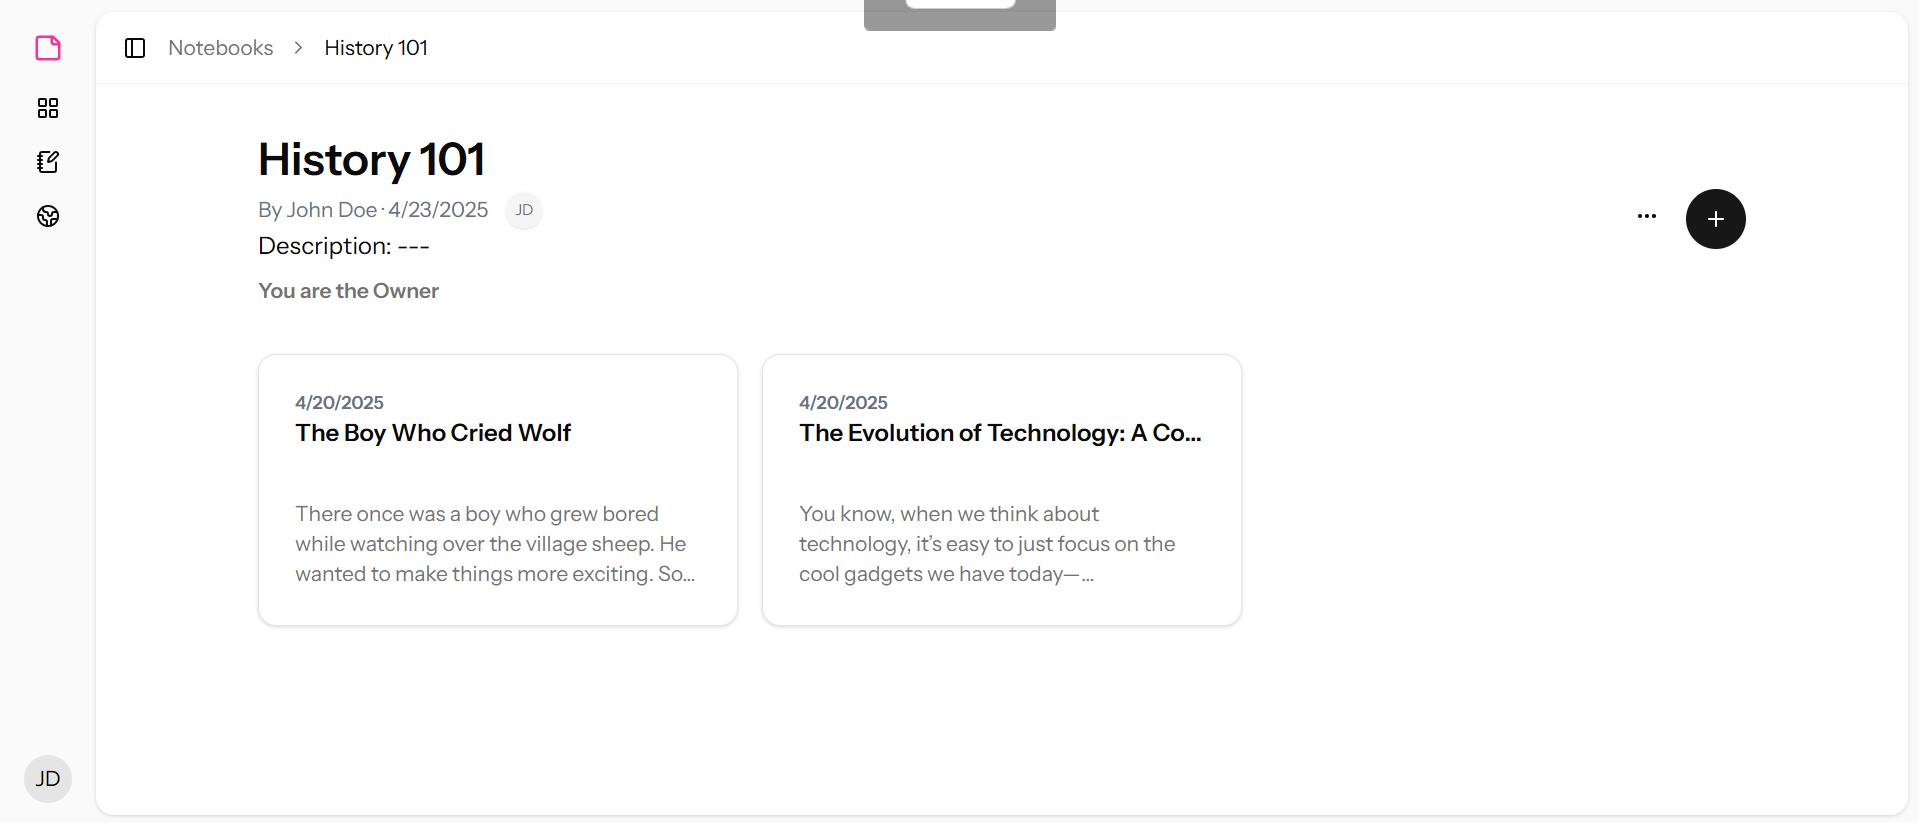 Notebooks > History 101
History 101
By John Doe · 4/23/2025 JD
Description: ---
You are the Owner
4/20/2025
The Boy Who Cried Wolf
There once was a boy who grew bored
while watching over the village sheep. He
wanted to make things more exciting. So...
4/20/2025
The Evolution of Technology: A Co...
You know, when we think about
technology, it’s easy to just focus on the
cool gadgets we have today—...
JD